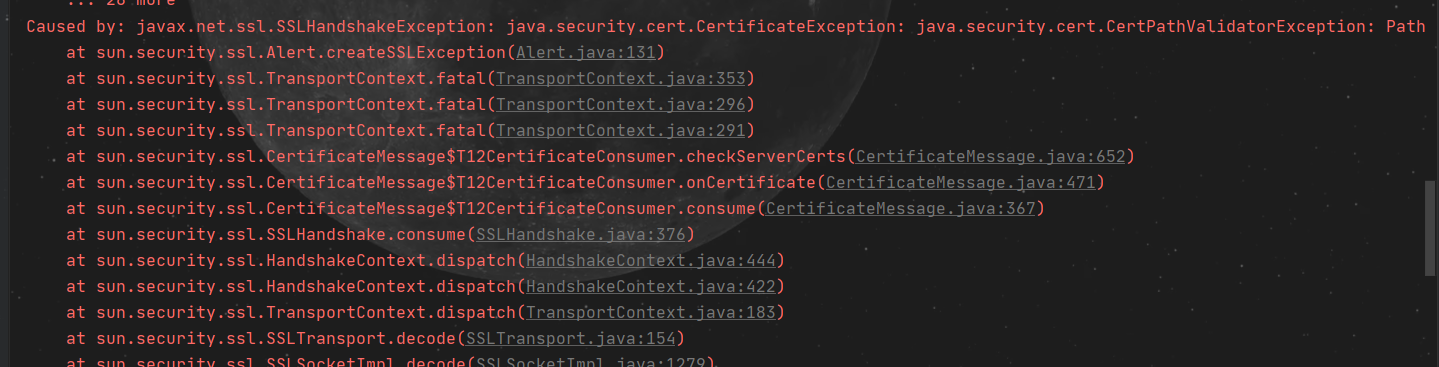 ... 26 more
Caused by: javax.net.ssl.SSLHandshakeException: java.security.cert.CertificateException: java.security.cert.CertPathValidatorException: Path
at sun.security.ssl.Alert.createSSLException(Alert.java:131)
at sun.security.ssl.TransportContext.fatal(TransportContext.java:353)
at sun.security.ssl.TransportContext.fatal(TransportContext.java:296)
at sun.security.ssl.TransportContext.fatal(TransportContext.java:291)
at sun.security.ssl.CertificateMessage$T12CertificateConsumer.checkServerCerts(CertificateMessage.java:652)
at sun.security.ssl.CertificateMessage$T12CertificateConsumer.onCertificate(CertificateMessage.java:471)
at sun.security.ssl.CertificateMessage$T12CertificateConsumer.consume(CertificateMessage.java:367)
at sun.security.ssl.SSLHandshake.consume(SSLHandshake.java:376)
at sun.security.ssl.HandshakeContext.dispatch(HandshakeContext.java:444)
at sun.security.ssl.HandshakeContext.dispatch(HandshakeContext.java:422)
at sun.security.ssl.TransportContext.dispatch(TransportContext.java:183)
at sun.security.ssl.SSLTransport.decode(SSLTransport.java:154)
at sun.security.ssl.SSLSocketImpl.decode(SSLSocketImpl.java:1279)